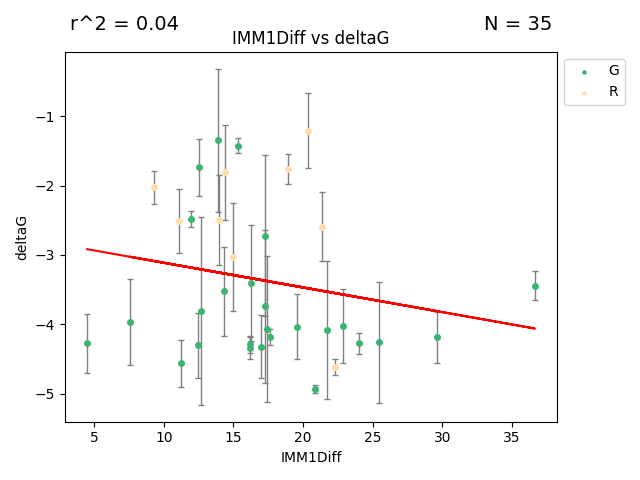 r^2 = 0.04
N = 35
IMM1Diff vs deltaG
G
R
−1
−2
−3
−4
−5
deltaG
5 10 15 20 25 30 35
IMM1Diff